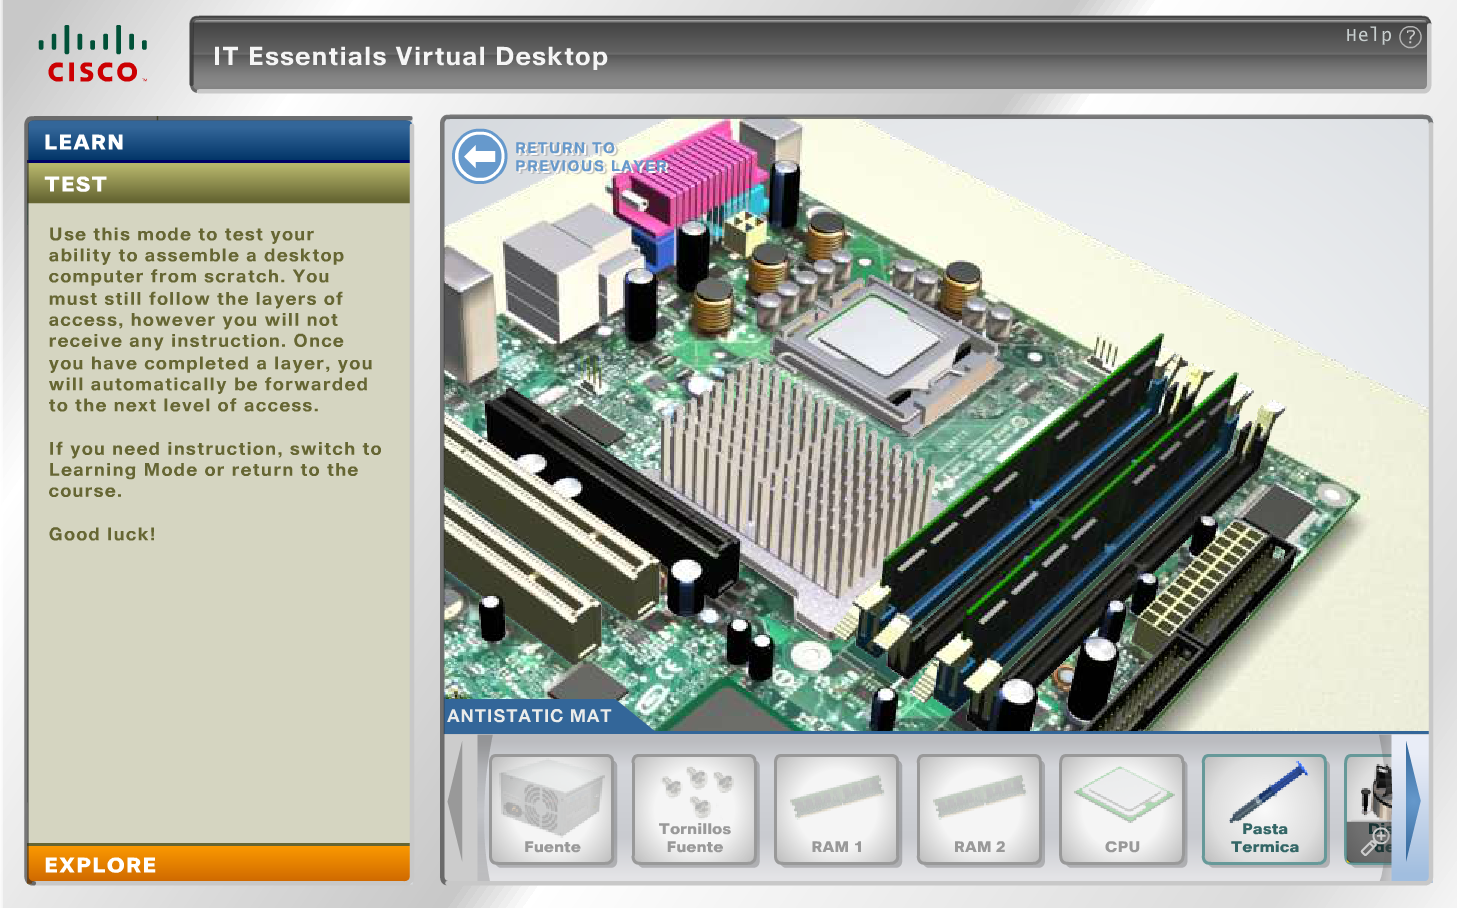 CISCO
IT Essentials Virtual Desktop
Help ?
LEARN
TEST
Use this mode to test your
ability to assemble a desktop
computer from scratch. You
must still follow the layers of
access, however you will not
receive any instruction. Once
you have completed a layer, you
will automatically be forwarded
to the next level of access.
If you need instruction, switch to
Learning Mode or return to the
course.
Good luck!
EXPLORE
RETURN TO
PREVIOUS LAYER
ANTISTATIC MAT
Fuente
Tornillos
Fuente
RAM 1
RAM 2
CPU
Pasta
Termica